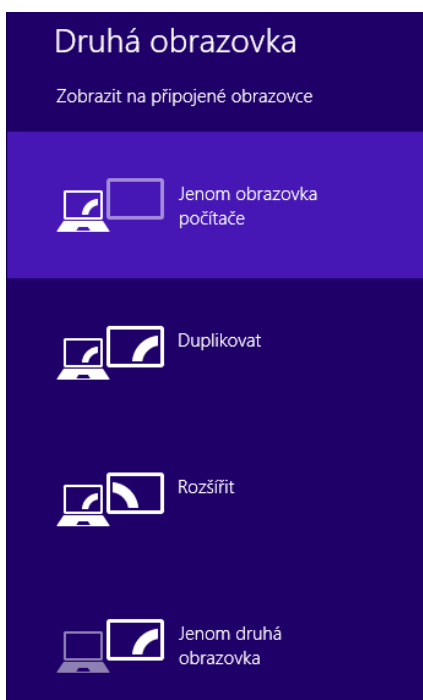 Druhá obrazovka
Zobrazit na připojené obrazovce
Jenom obrazovka
počítače
Duplikovat
Rozšířit
Jenom druhá
obrazovka